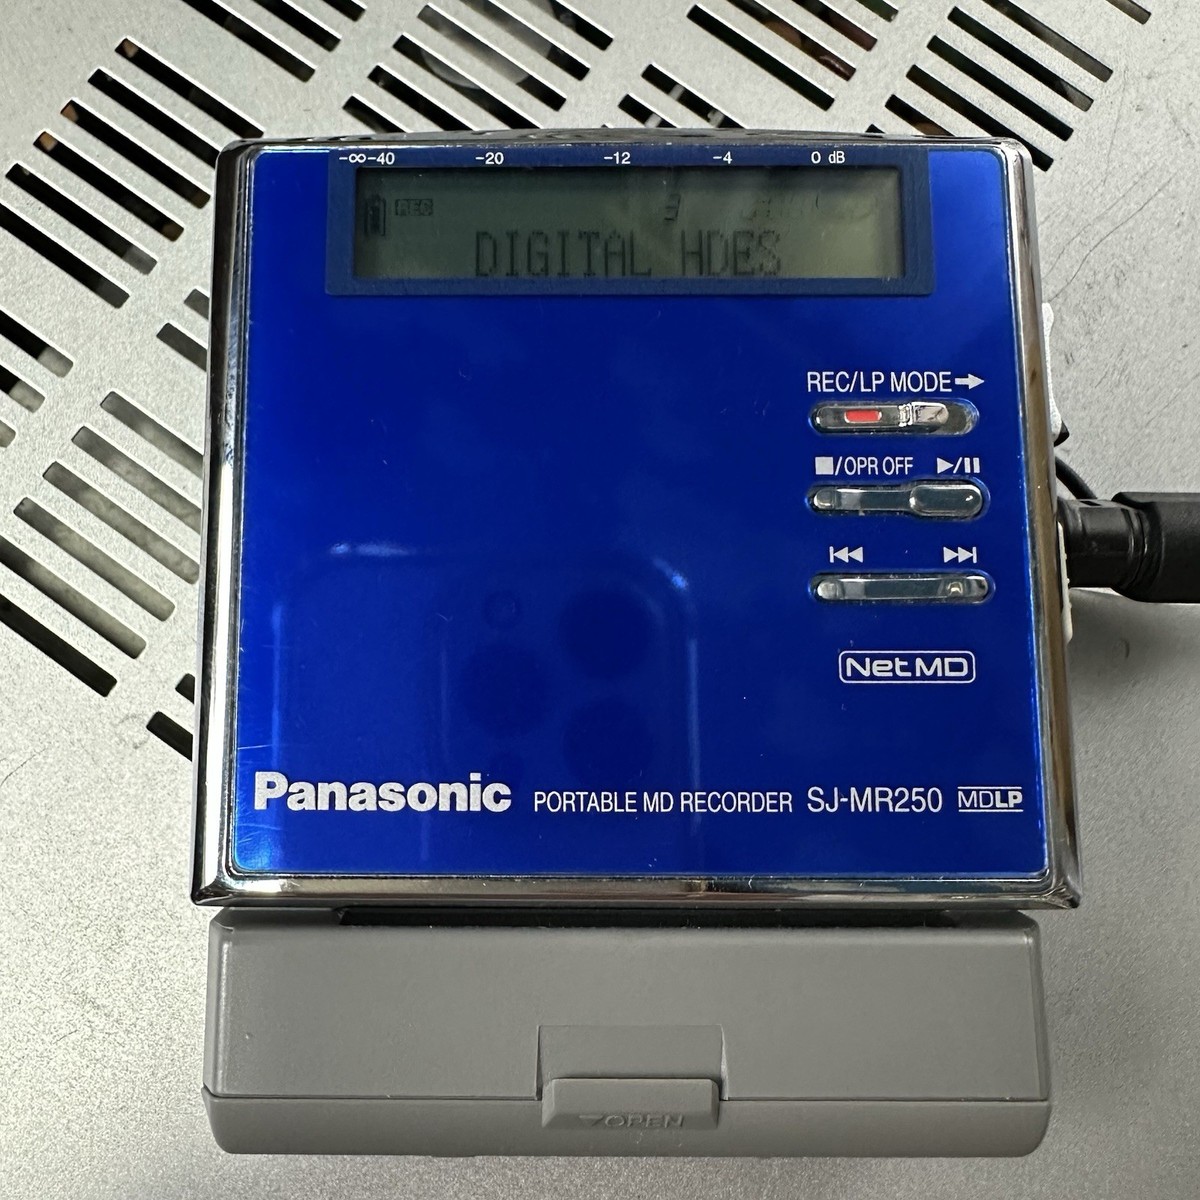 -∞-40 -20 -12 -4 0 dB
REC 3
DIGITAL HDES
REC/LP MODE➔
■/OPR OFF ▶/❚❚
|◀◀ ▶▶|
Net MD
Panasonic PORTABLE MD RECORDER SJ-MR250 MDLP
▽OPEN